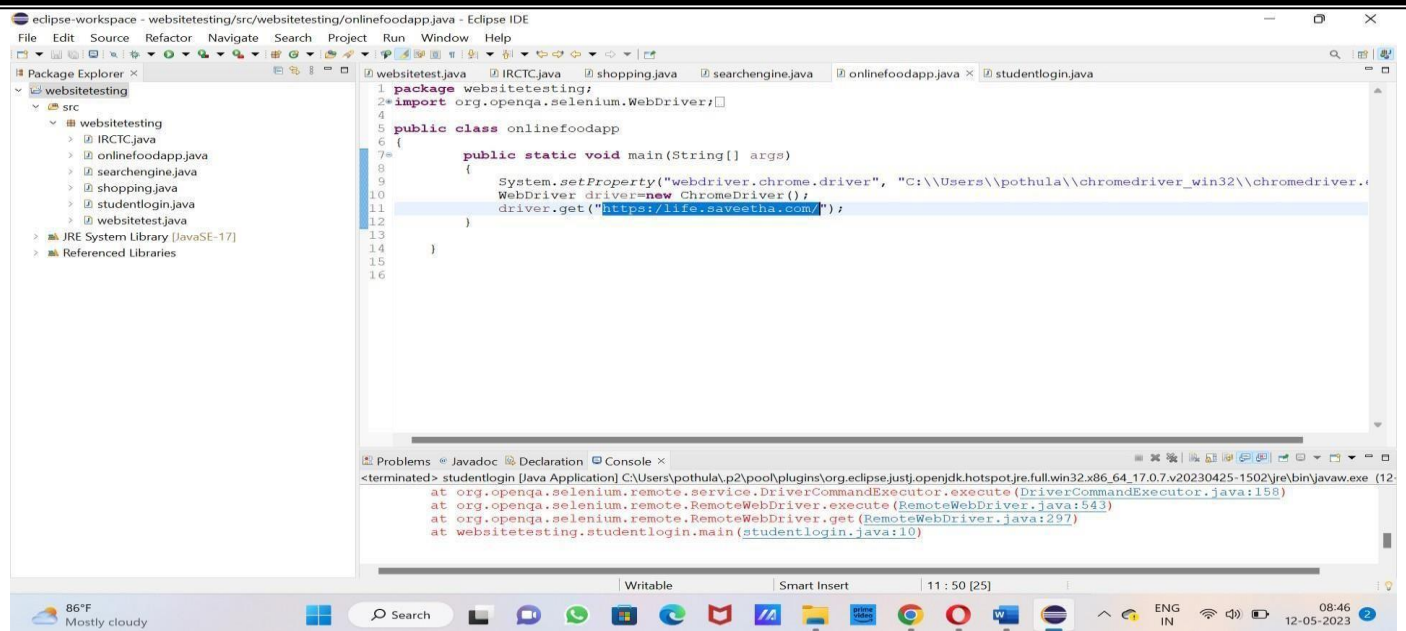 eclipse-workspace - websitetesting/src/websitetesting/onlinefoodapp.java - Eclipse IDE
File Edit Source Refactor Navigate Search Project Run Window Help
Package Explorer
websitetesting
src
websitetesting
IRCTC.java
onlinefoodapp.java
searchengine.java
shopping.java
studentlogin.java
websitetest.java
JRE System Library [JavaSE-17]
Referenced Libraries
websitetest.java IRCTC.java shopping.java searchengine.java onlinefoodapp.java studentlogin.java
1 package websitetesting;
2 import org.openqa.selenium.WebDriver;
4
5 public class onlinefoodapp
6 {
7 public static void main(String[] args)
8 {
9 System.setProperty("webdriver.chrome.driver", "C:\\Users\\pothula\\chromedriver_win32\\chromedriver.
10 WebDriver driver=new ChromeDriver();
11 driver.get("https:/life.saveetha.com/");
12 }
13
14 }
15
16
Problems Javadoc Declaration Console
<terminated> studentlogin [Java Application] C:\Users\pothula\.p2\pool\plugins\org.eclipse.justj.openjdk.hotspot.jre.full.win32.x86_64_17.0.7.v20230425-1502\jre\bin\javaw.exe (12-
at org.openqa.selenium.remote.service.DriverCommandExecutor.execute(DriverCommandExecutor.java:158)
at org.openqa.selenium.remote.RemoteWebDriver.execute(RemoteWebDriver.java:543)
at org.openqa.selenium.remote.RemoteWebDriver.get(RemoteWebDriver.java:297)
at websitetesting.studentlogin.main(studentlogin.java:10)
Writable Smart Insert 11 : 50 [25]
86°F
Mostly cloudy
Search
prime video
ENG
IN
08:46
12-05-2023
2